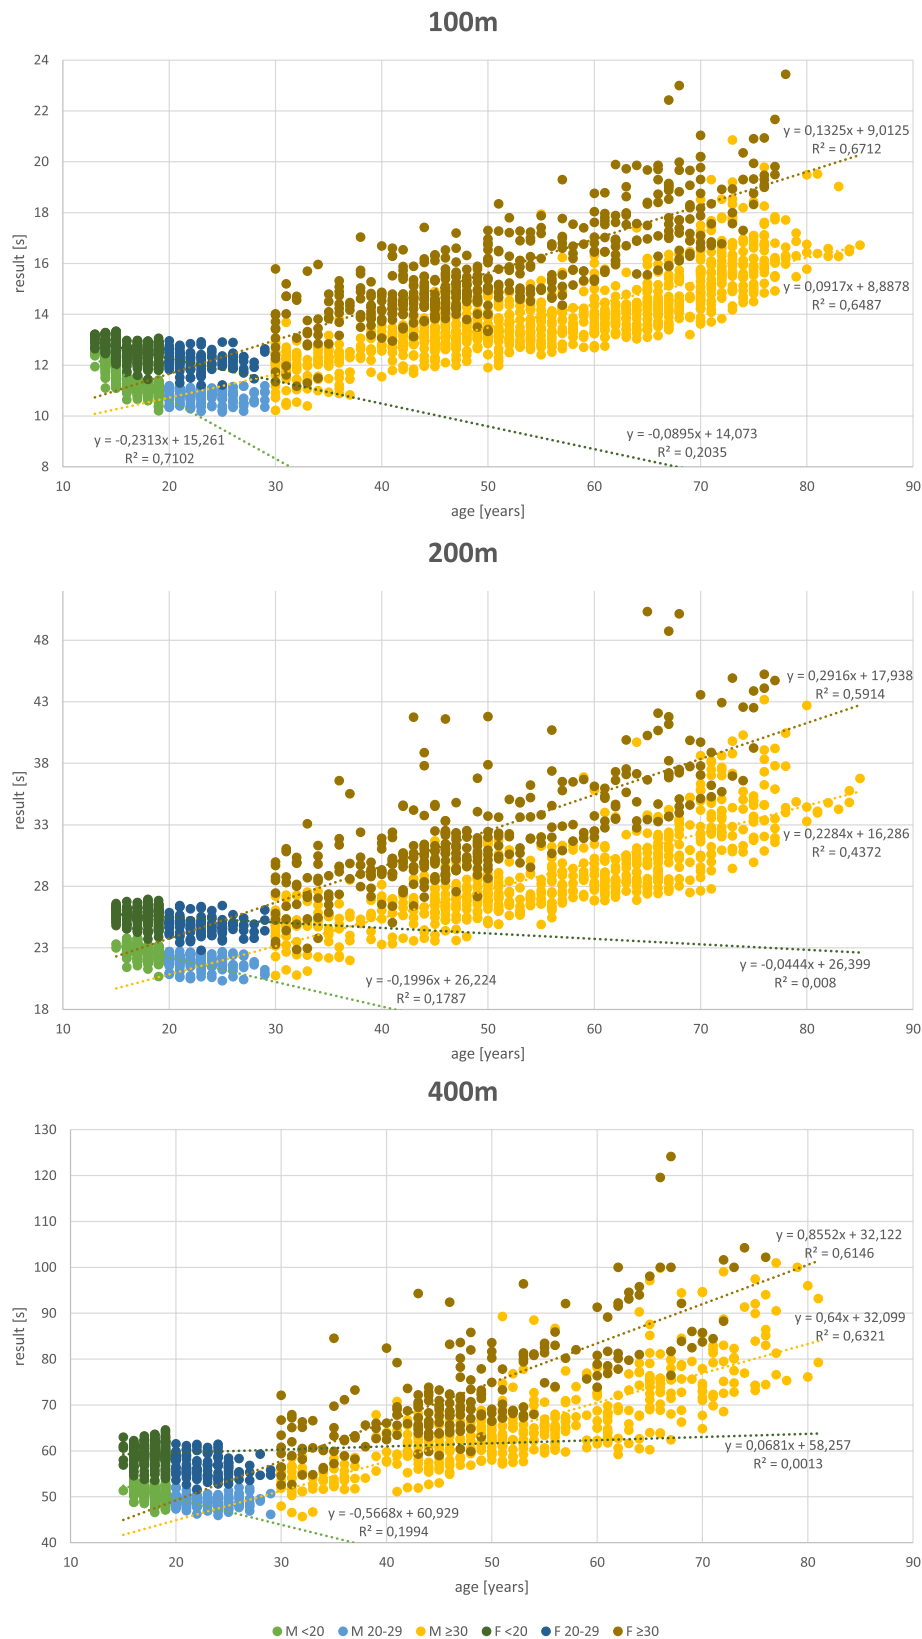 100m
24
22
20
18
16
14
12
10
8
result [s]
y = 0,1325x + 9,0125
R² = 0,6712
y = 0,0917x + 8,8878
R² = 0,6487
y = -0,2313x + 15,261
R² = 0,7102
y = -0,0895x + 14,073
R² = 0,2035
10 20 30 40 50 60 70 80 90
age [years]
200m
48
43
38
33
28
23
18
result [s]
y = 0,2916x + 17,938
R² = 0,5914
y = 0,2284x + 16,286
R² = 0,4372
y = -0,1996x + 26,224
R² = 0,1787
y = -0,0444x + 26,399
R² = 0,008
10 20 30 40 50 60 70 80 90
age [years]
400m
130
120
110
100
90
80
70
60
50
40
result [s]
y = 0,8552x + 32,122
R² = 0,6146
y = 0,64x + 32,099
R² = 0,6321
y = 0,0681x + 58,257
R² = 0,0013
y = -0,5668x + 60,929
R² = 0,1994
10 20 30 40 50 60 70 80 90
age [years]
M <20 M 20-29 M ≥30 F <20 F 20-29 F ≥30